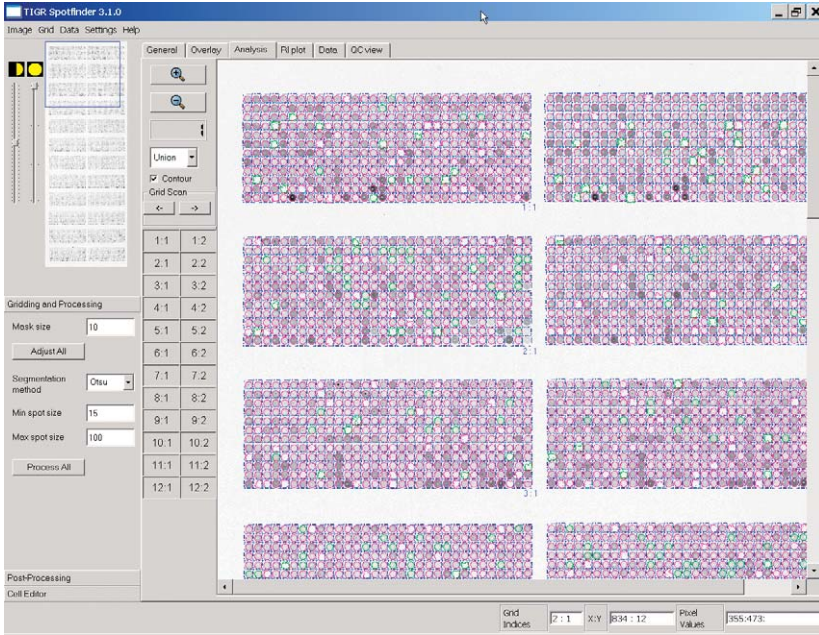 TIGR Spotfinder 3.1.0
Image Grid Data Settings Help
General Overlay Analysis RI plot Data QC view
Union
Contour
Grid Scan
<- ->
1:1 1:2
2:1 2:2
3:1 3:2
4:1 4:2
5:1 5:2
6:1 6:2
7:1 7:2
8:1 8:2
9:1 9:2
10:1 10:2
11:1 11:2
12:1 12:2
Gridding and Processing
Mask size 10
Adjust All
Segmentation method Otsu
Min spot size 15
Max spot size 100
Process All
Post-Processing
Cell Editor
1:1
2:1
3:1
Grid Indices 2 : 1 X:Y 834 : 12 Pixel Values 355:473: